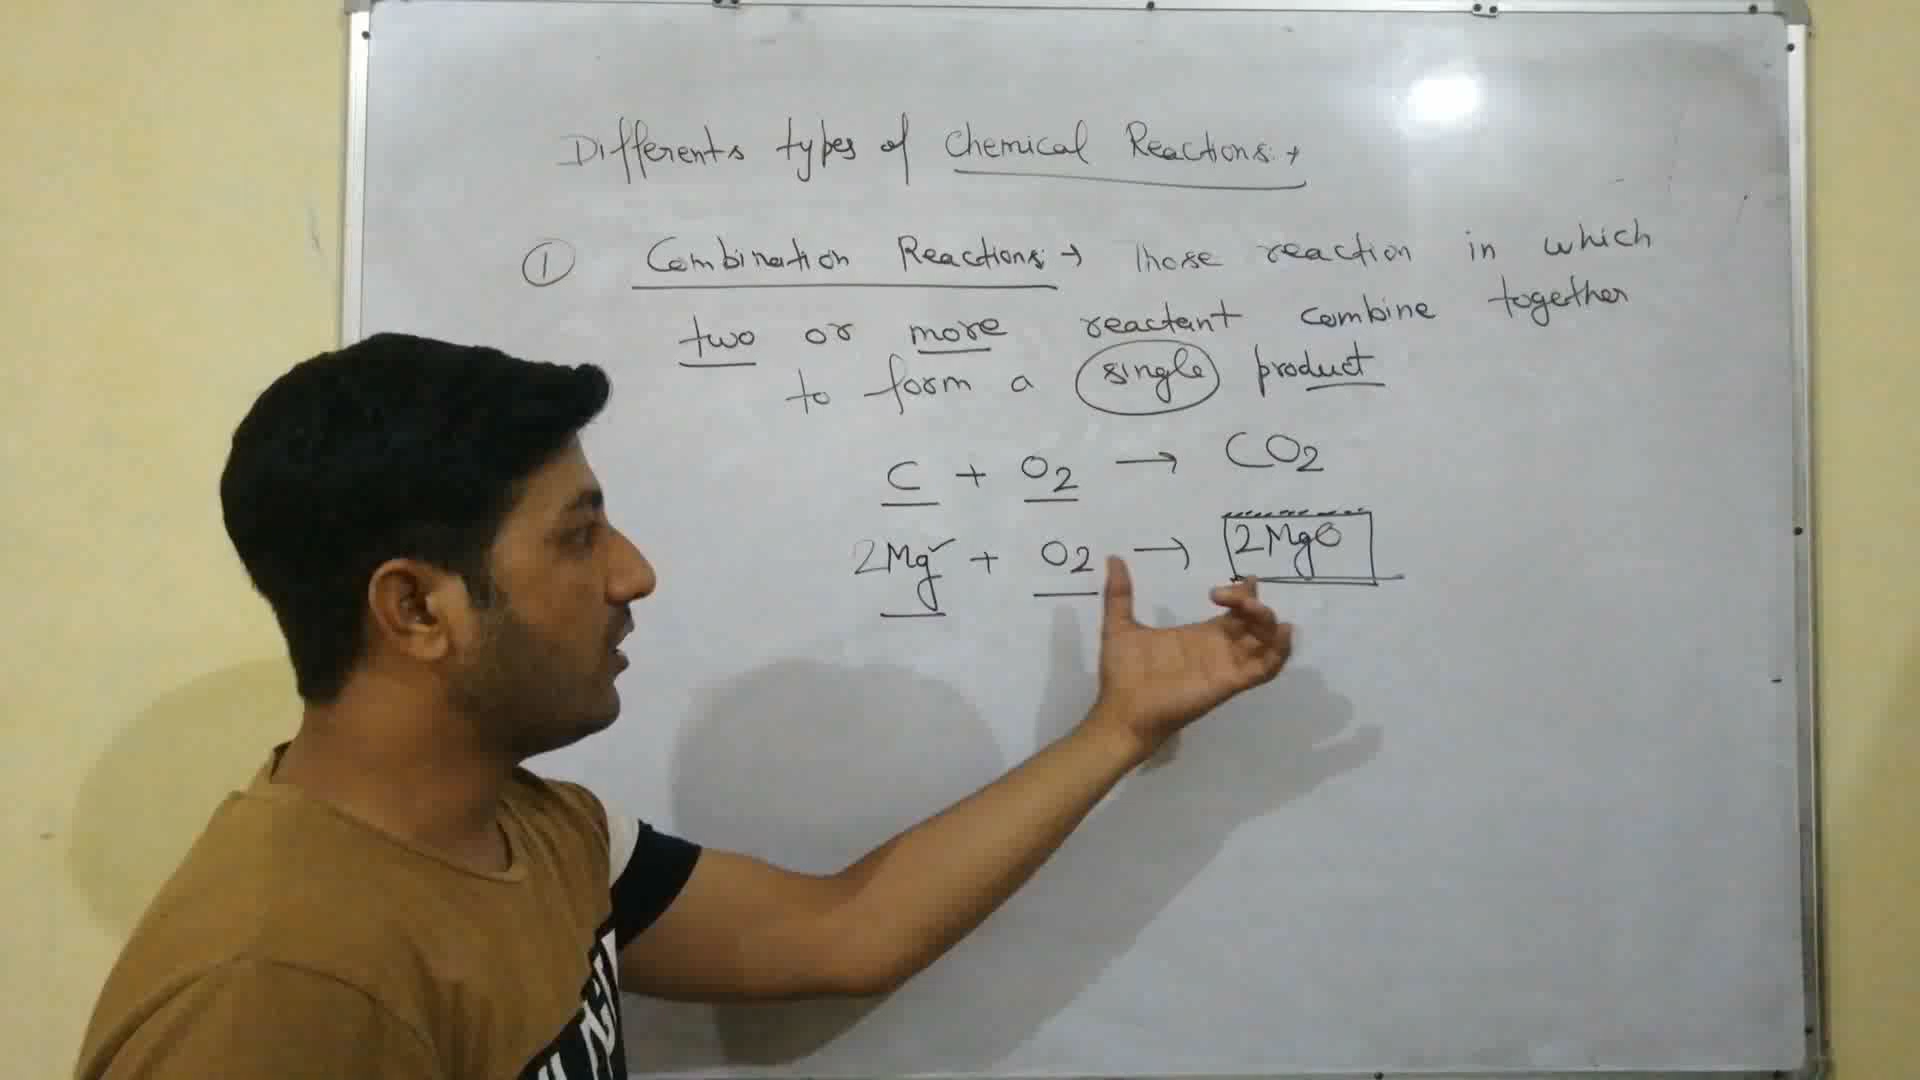 Differents types of Chemical Reactions:→
① Combination Reactions:→ Those reaction in which
two or more reactant combine together
to form a single product
C + O2 → CO2
2Mg + O2 → 2MgO